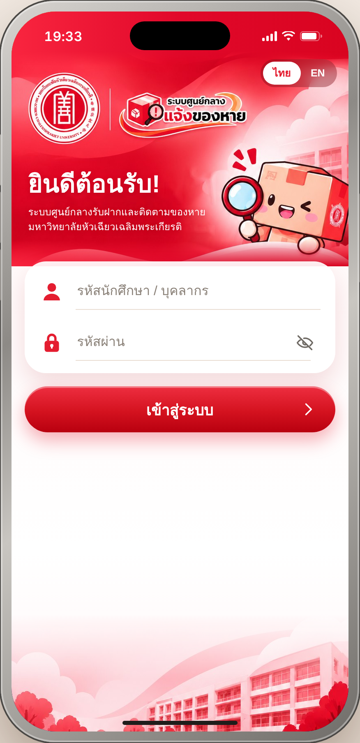 19:33
ไทย EN
ระบบศูนย์กลาง
แจ้งของหาย
ยินดีต้อนรับ!
ระบบศูนย์กลางรับฝากและติดตามของหาย
มหาวิทยาลัยหัวเฉียวเฉลิมพระเกียรติ
รหัสนักศึกษา / บุคลากร
รหัสผ่าน
เข้าสู่ระบบ